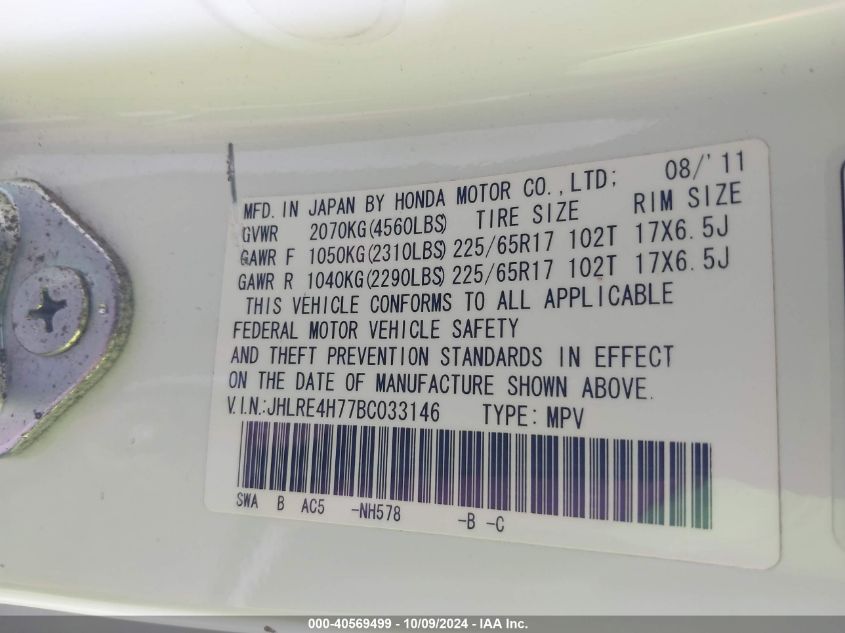 MFD. IN JAPAN BY HONDA MOTOR CO., LTD; 08/'11
GVWR 2070KG(4560LBS) TIRE SIZE RIM SIZE
GAWR F 1050KG(2310LBS) 225/65R17 102T 17X6.5J
GAWR R 1040KG(2290LBS) 225/65R17 102T 17X6.5J
THIS VEHICLE CONFORMS TO ALL APPLICABLE
FEDERAL MOTOR VEHICLE SAFETY
AND THEFT PREVENTION STANDARDS IN EFFECT
ON THE DATE OF MANUFACTURE SHOWN ABOVE.
V.I.N.:JHLRE4H77BC033146 TYPE: MPV
SWA B AC5 -NH578 -B -C
000-40569499 - 10/09/2024 - IAA Inc.